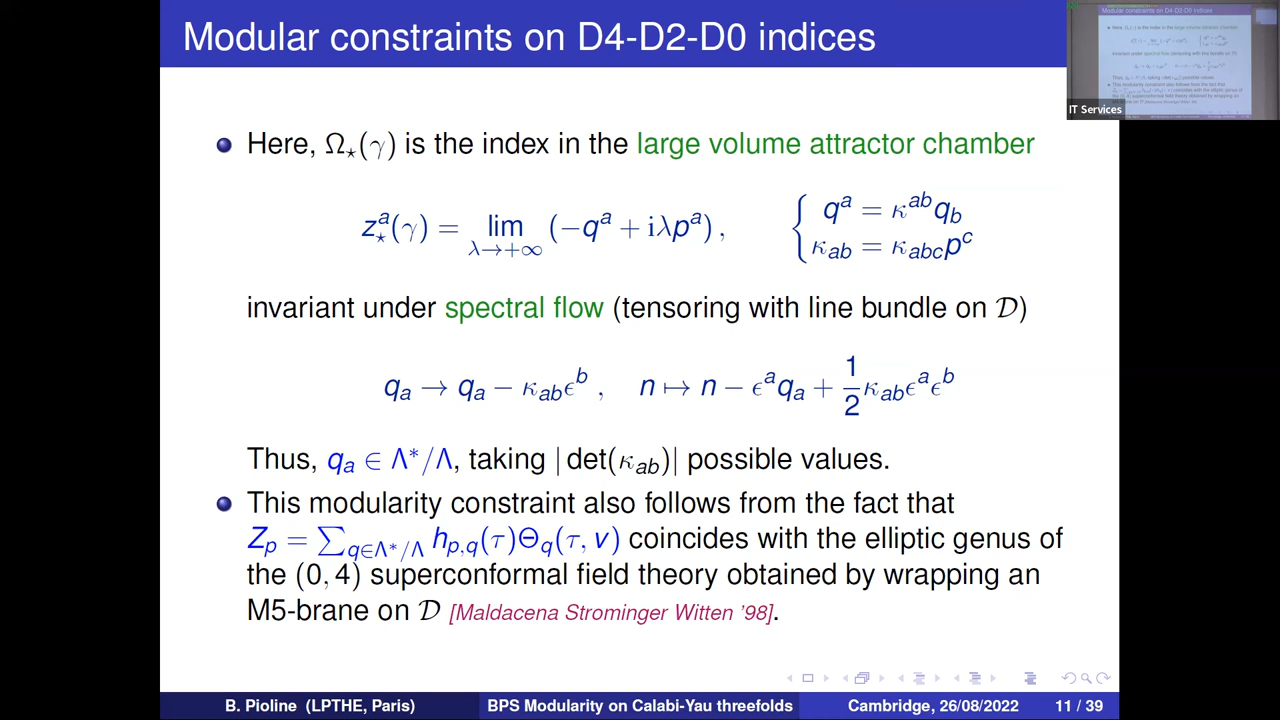 Modular constraints on D4-D2-D0 indices
IT Services
Here, Ω⋆(γ) is the index in the large volume attractor chamber
z⋆^a(γ) = lim_{λ→+∞} (−q^a + iλp^a) , { q^a = κ^{ab} q_b
κ_{ab} = κ_{abc} p^c
invariant under spectral flow (tensoring with line bundle on 𝒟)
q_a → q_a − κ_{ab}ϵ^b , n ↦ n − ϵ^a q_a + 1/2 κ_{ab}ϵ^a ϵ^b
Thus, q_a ∈ Λ*/Λ, taking | det(κ_{ab})| possible values.
This modularity constraint also follows from the fact that
Z_p = ∑_{q∈Λ*/Λ} h_{p,q}(τ)Θ_q(τ, v) coincides with the elliptic genus of
the (0, 4) superconformal field theory obtained by wrapping an
M5-brane on 𝒟 [Maldacena Strominger Witten '98].
B. Pioline (LPTHE, Paris) BPS Modularity on Calabi-Yau threefolds Cambridge, 26/08/2022 11 / 39